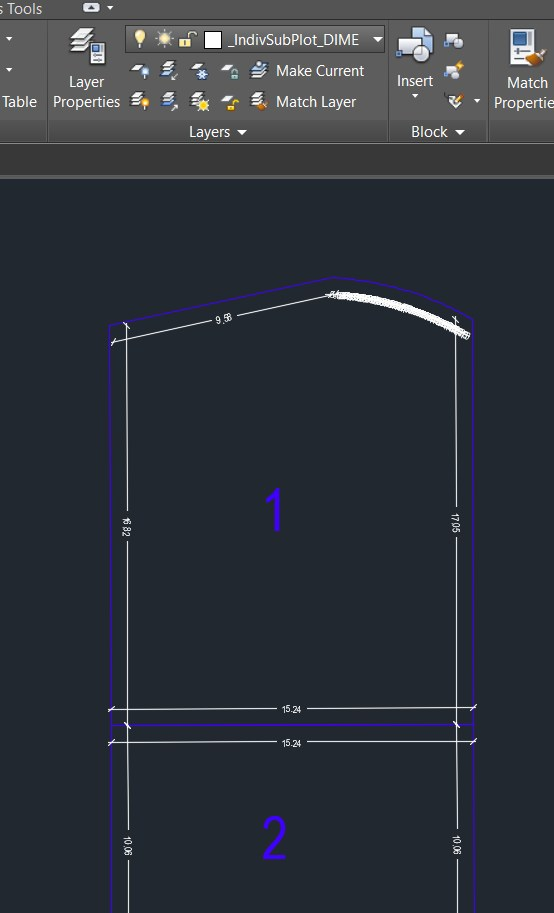 s Tools
_IndivSubPlot_DIME
Layer
Properties
Make Current
Match Layer
Table
Insert
Match
Propertie
Layers
Block
9.58
1
16.82
17.05
15.24
15.24
2
10.06
10.06